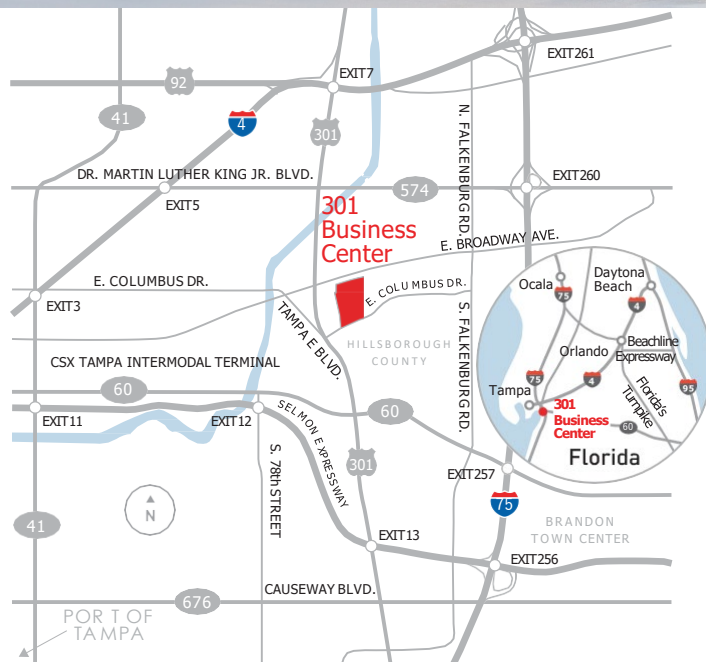 EXIT261
92
EXIT7
41
4
301
N. FALKENBURG RD.
DR. MARTIN LUTHER KING JR. BLVD.
574
EXIT260
EXIT5
301
Business
Center
E. BROADWAY AVE.
E. COLUMBUS DR.
E. COLUMBUS DR.
EXIT3
TAMPA E BLVD.
S. FALKENBURG RD.
HILLSBOROUGH
COUNTY
CSX TAMPA INTERMODAL TERMINAL
60
60
EXIT11
EXIT12
SELMON EXPRESSWAY
S. 78th STREET
301
EXIT257
75
41
N
EXIT13
BRANDON
TOWN CENTER
EXIT256
CAUSEWAY BLVD.
676
PORT OF
TAMPA
Ocala
Daytona
Beach
75
4
Orlando
Beachline
Expressway
75
4
95
Tampa
Florida's
Turnpike
301
Business
Center
60
Florida